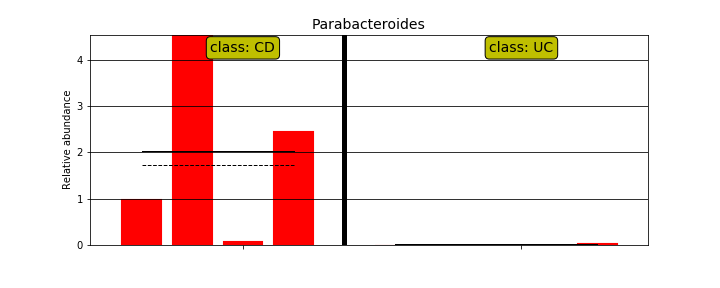 Parabacteroides
class: CD
class: UC
Relative abundance
4
3
2
1
0